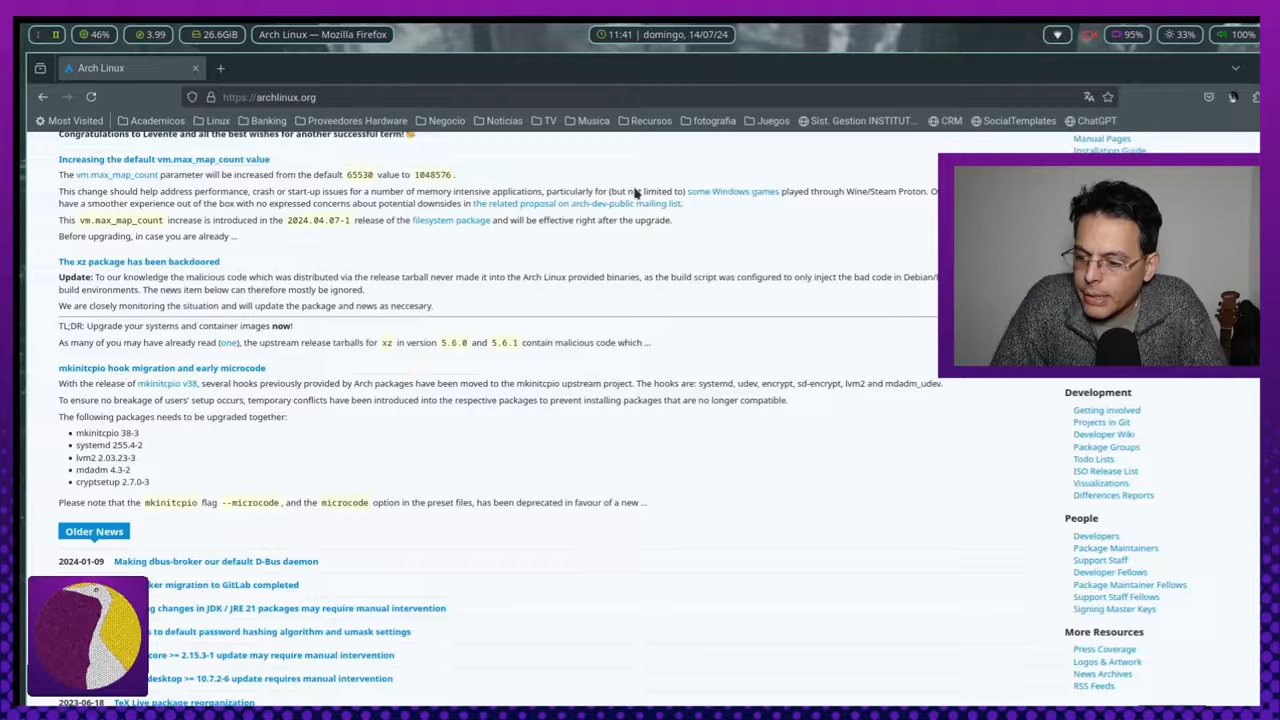 I II 46% 3.99 26.6GiB Arch Linux — Mozilla Firefox 11:41 | domingo, 14/07/24 95% 33% 100%
Arch Linux
https://archlinux.org
Most Visited Academicos Linux Banking Proveedores Hardware Negocio Noticias TV Musica Recursos fotografia Juegos Sist. Gestion INSTITUT... CRM SocialTemplates ChatGPT
Congratulations to Levente and all the best wishes for another successful term!
Increasing the default vm.max_map_count value
The vm.max_map_count parameter will be increased from the default 65530 value to 1048576.
This change should help address performance, crash or start-up issues for a number of memory intensive applications, particularly for (but not limited to) some Windows games played through Wine/Steam Proton.
have a smoother experience out of the box with no expressed concerns about potential downsides in the related proposal on arch-dev-public mailing list.
This vm.max_map_count increase is introduced in the 2024.04.07-1 release of the filesystem package and will be effective right after the upgrade.
Before upgrading, in case you are already ...
The xz package has been backdoored
Update: To our knowledge the malicious code which was distributed via the release tarball never made it into the Arch Linux provided binaries, as the build script was configured to only inject the bad code in Debian/
build environments. The news item below can therefore mostly be ignored.
We are closely monitoring the situation and will update the package and news as neccesary.
TL;DR: Upgrade your systems and container images now!
As many of you may have already read (one), the upstream release tarballs for xz in version 5.6.0 and 5.6.1 contain malicious code which ...
mkinitcpio hook migration and early microcode
With the release of mkinitcpio v38, several hooks previously provided by Arch packages have been moved to the mkinitcpio upstream project. The hooks are: systemd, udev, encrypt, sd-encrypt, lvm2 and mdadm_udev.
To ensure no breakage of users' setup occurs, temporary conflicts have been introduced into the respective packages to prevent installing packages that are no longer compatible.
The following packages needs to be upgraded together:
• mkinitcpio 38-3
• systemd 255.4-2
• lvm2 2.03.23-3
• mdadm 4.3-2
• cryptsetup 2.7.0-3
Please note that the mkinitcpio flag --microcode, and the microcode option in the preset files, has been deprecated in favour of a new ...
Older News
2024-01-09 Making dbus-broker our default D-Bus daemon
migration to GitLab completed
changes in JDK / JRE 21 packages may require manual intervention
to default password hashing algorithm and umask settings
>= 2.15.3-1 update may require manual intervention
>= 10.7.2-6 update requires manual intervention
2023-06-18 TeX Live package reorganization
Manual Pages
Installation Guide
Development
Getting involved
Projects in Git
Developer Wiki
Package Groups
Todo Lists
ISO Release List
Visualizations
Differences Reports
People
Developers
Package Maintainers
Support Staff
Developer Fellows
Package Maintainer Fellows
Support Staff Fellows
Signing Master Keys
More Resources
Press Coverage
Logos & Artwork
News Archives
RSS Feeds